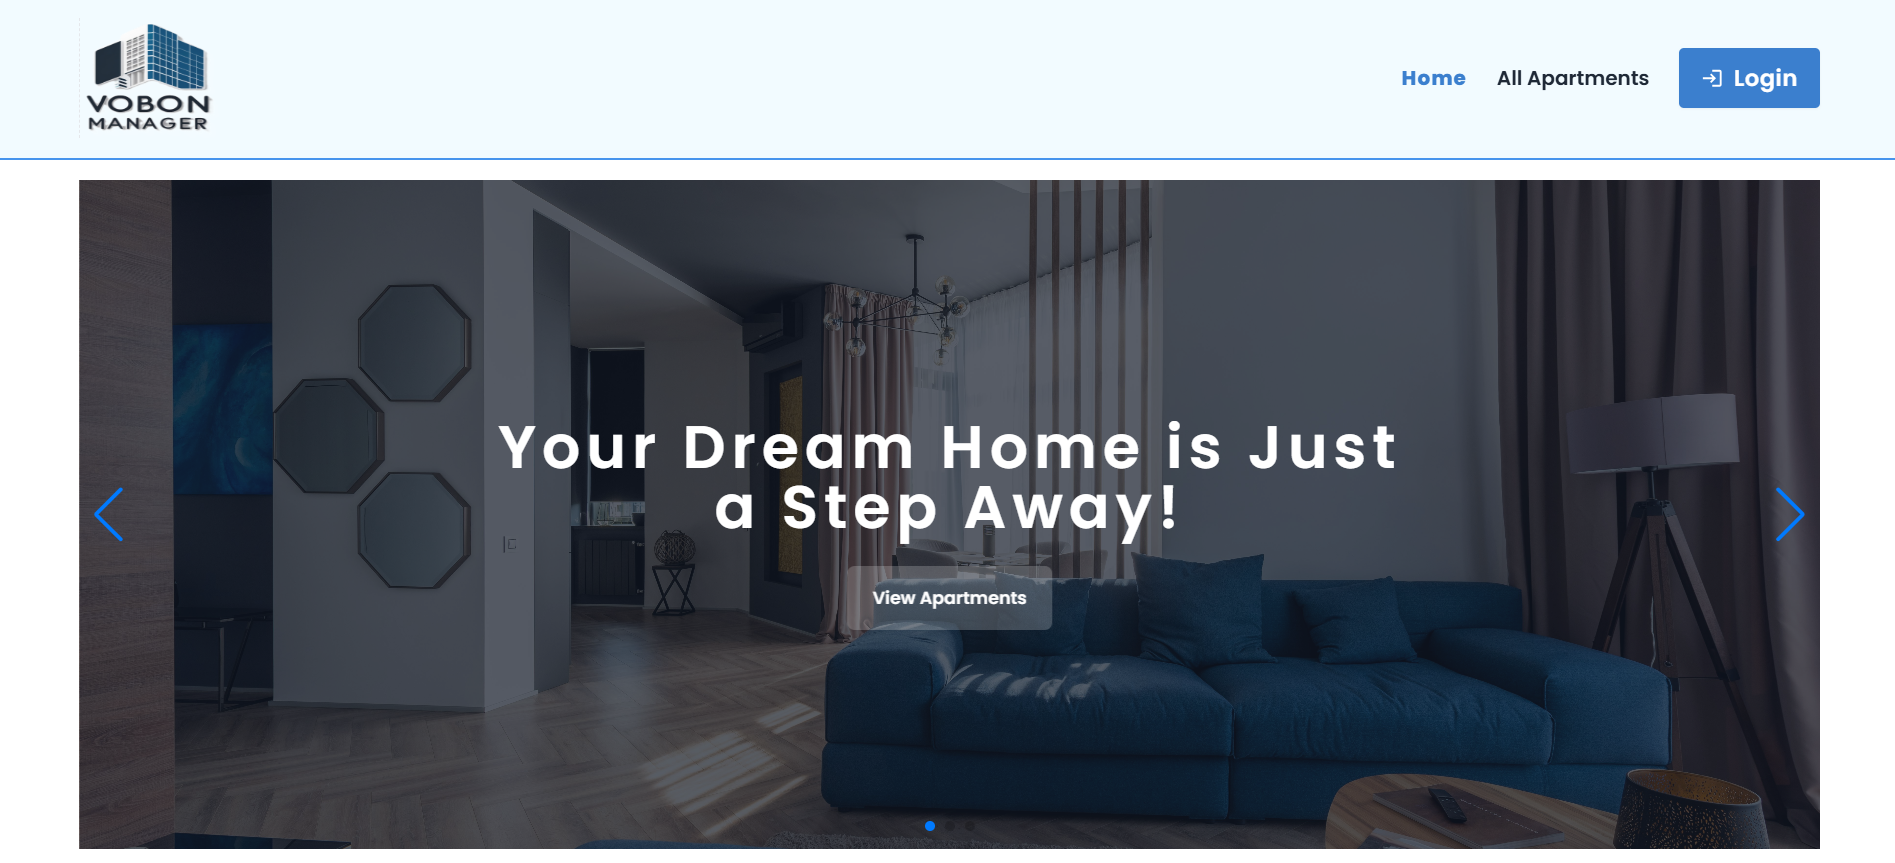 VOBON
MANAGER
Home
All Apartments
Login
Your Dream Home is Just
a Step Away!
View Apartments